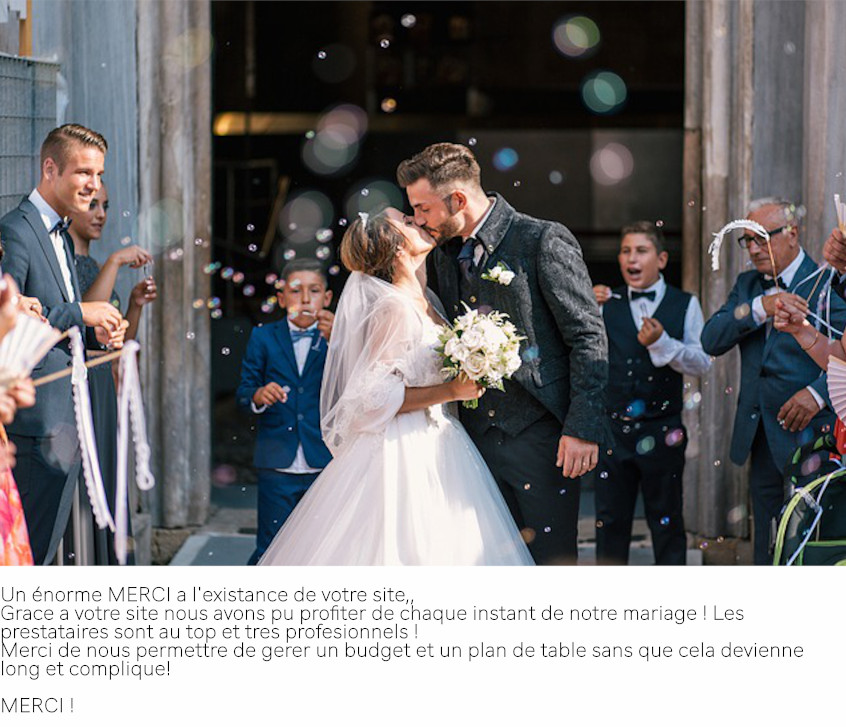 Un énorme MERCI a l'existance de votre site,,
Grace a votre site nous avons pu profiter de chaque instant de notre mariage ! Les
prestataires sont au top et tres profesionnels !
Merci de nous permettre de gerer un budget et un plan de table sans que cela devienne
long et complique!
MERCI !